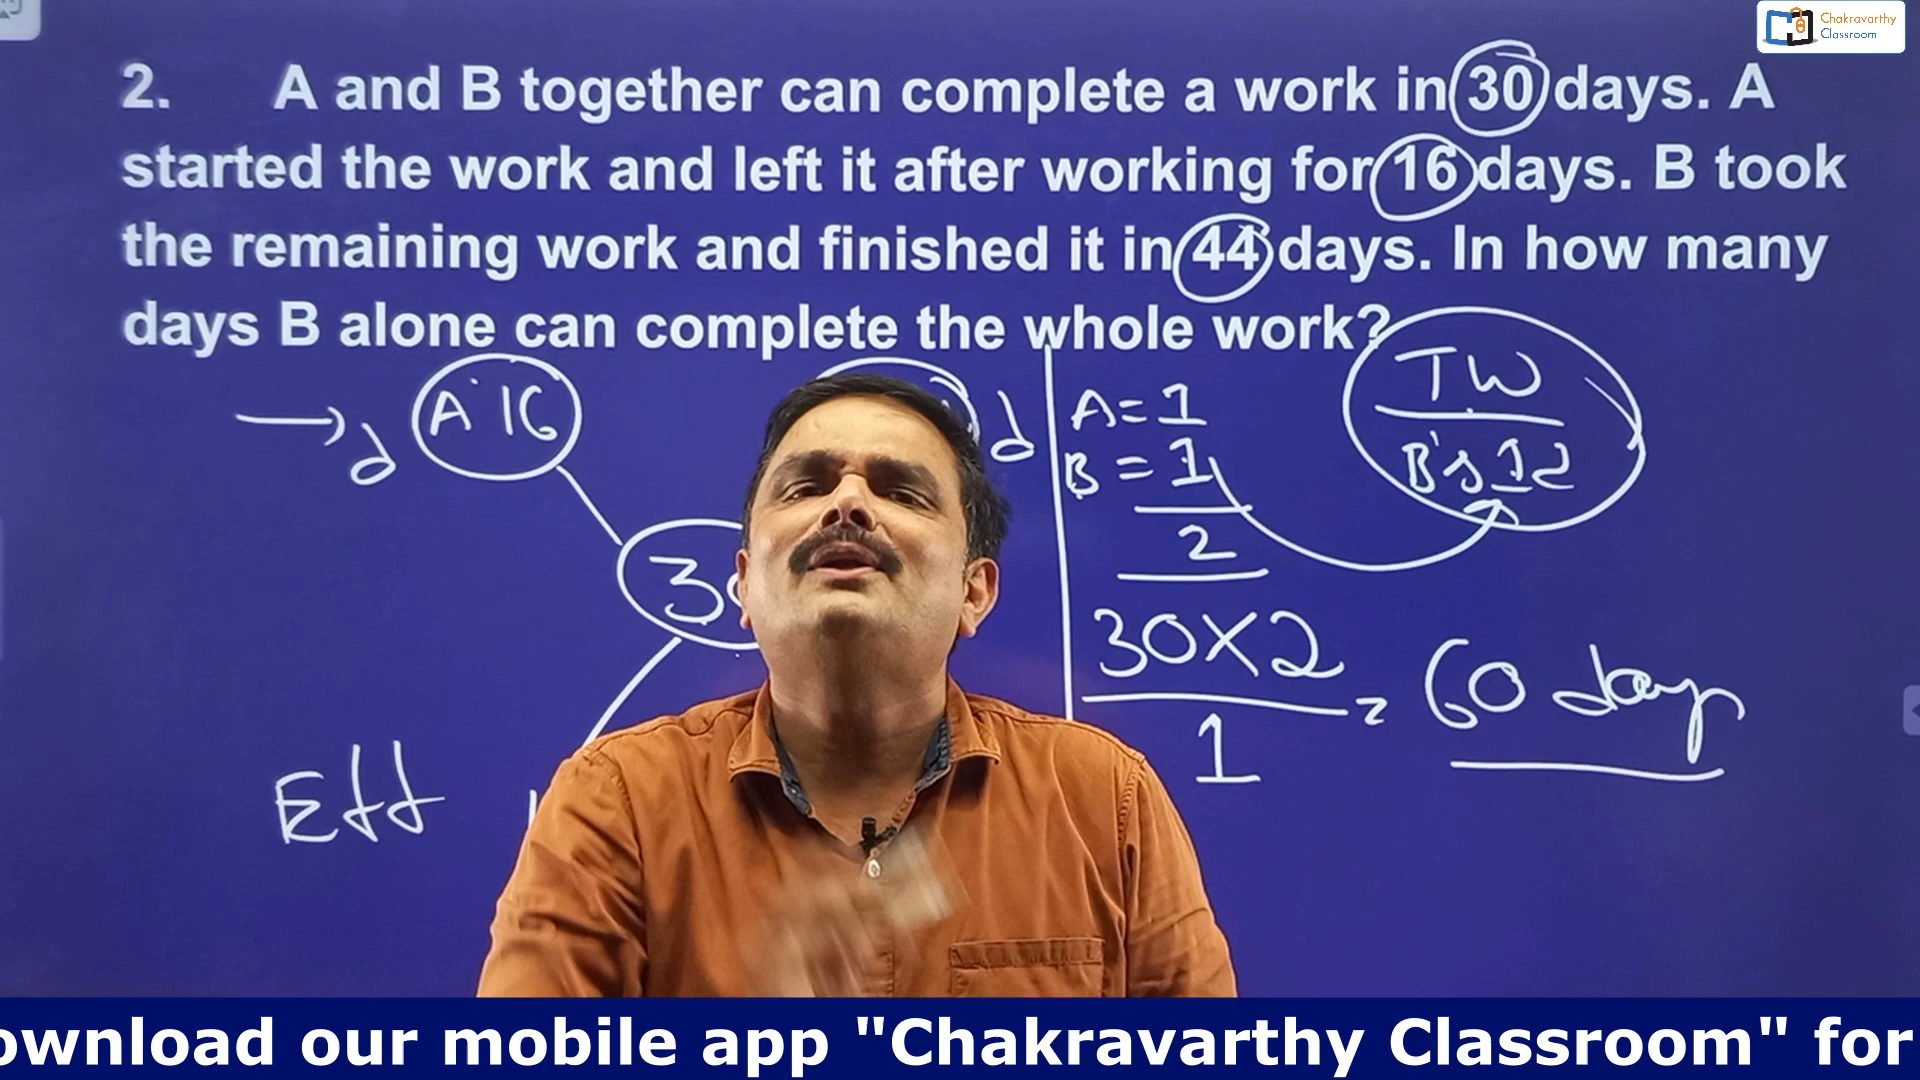 Chakravarthy
Classroom
2. A and B together can complete a work in 30 days. A
started the work and left it after working for 16 days. B took
the remaining work and finished it in 44 days. In how many
days B alone can complete the whole work?
→ d A 16
d
A = 1
B = 1
2
TW
B's 1d
30
30×2
1
= 60 days
Eff
ownload our mobile app "Chakravarthy Classroom" for